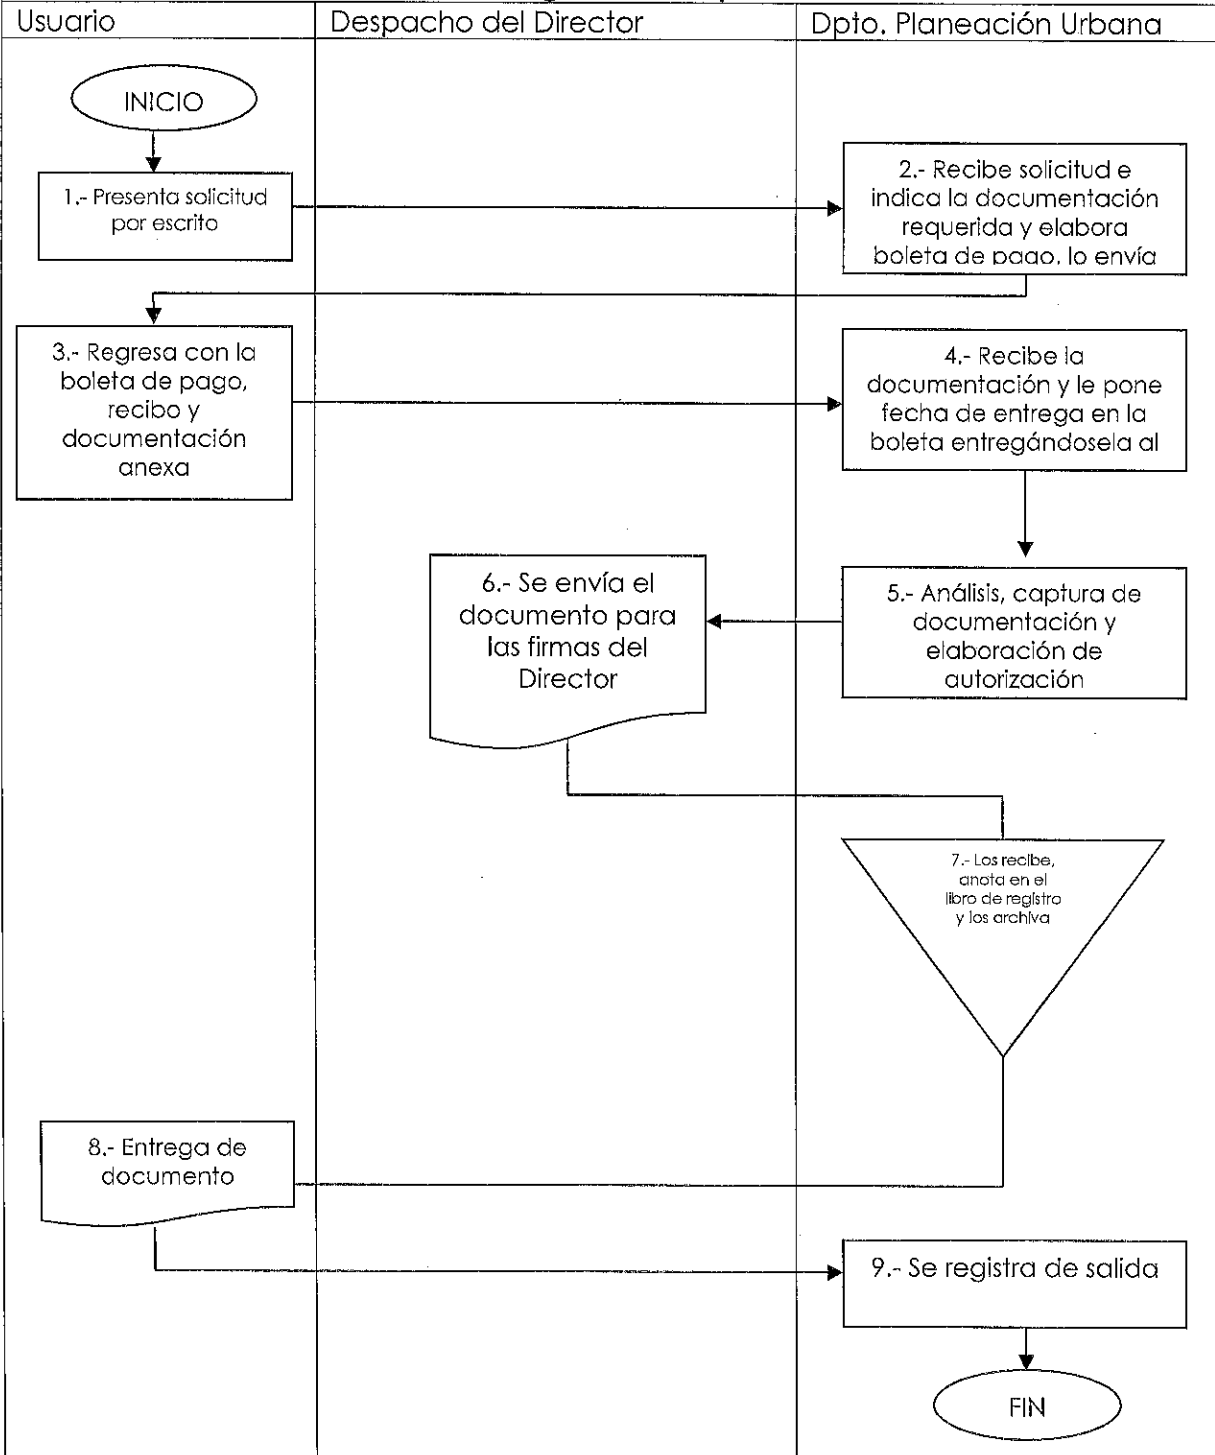 Usuario
Despacho del Director
Dpto. Planeación Urbana
INICIO
1.- Presenta solicitud
por escrito
2.- Recibe solicitud e
indica la documentación
requerida y elabora
boleta de pago, lo envía
3.- Regresa con la
boleta de pago,
recibo y
documentación
anexa
4.- Recibe la
documentación y le pone
fecha de entrega en la
boleta entregándosela al
5.- Análisis, captura de
documentación y
elaboración de
autorización
6.- Se envía el
documento para
las firmas del
Director
7.- Los recibe,
anota en el
libro de registro
y los archiva
8.- Entrega de
documento
9.- Se registra de salida
FIN